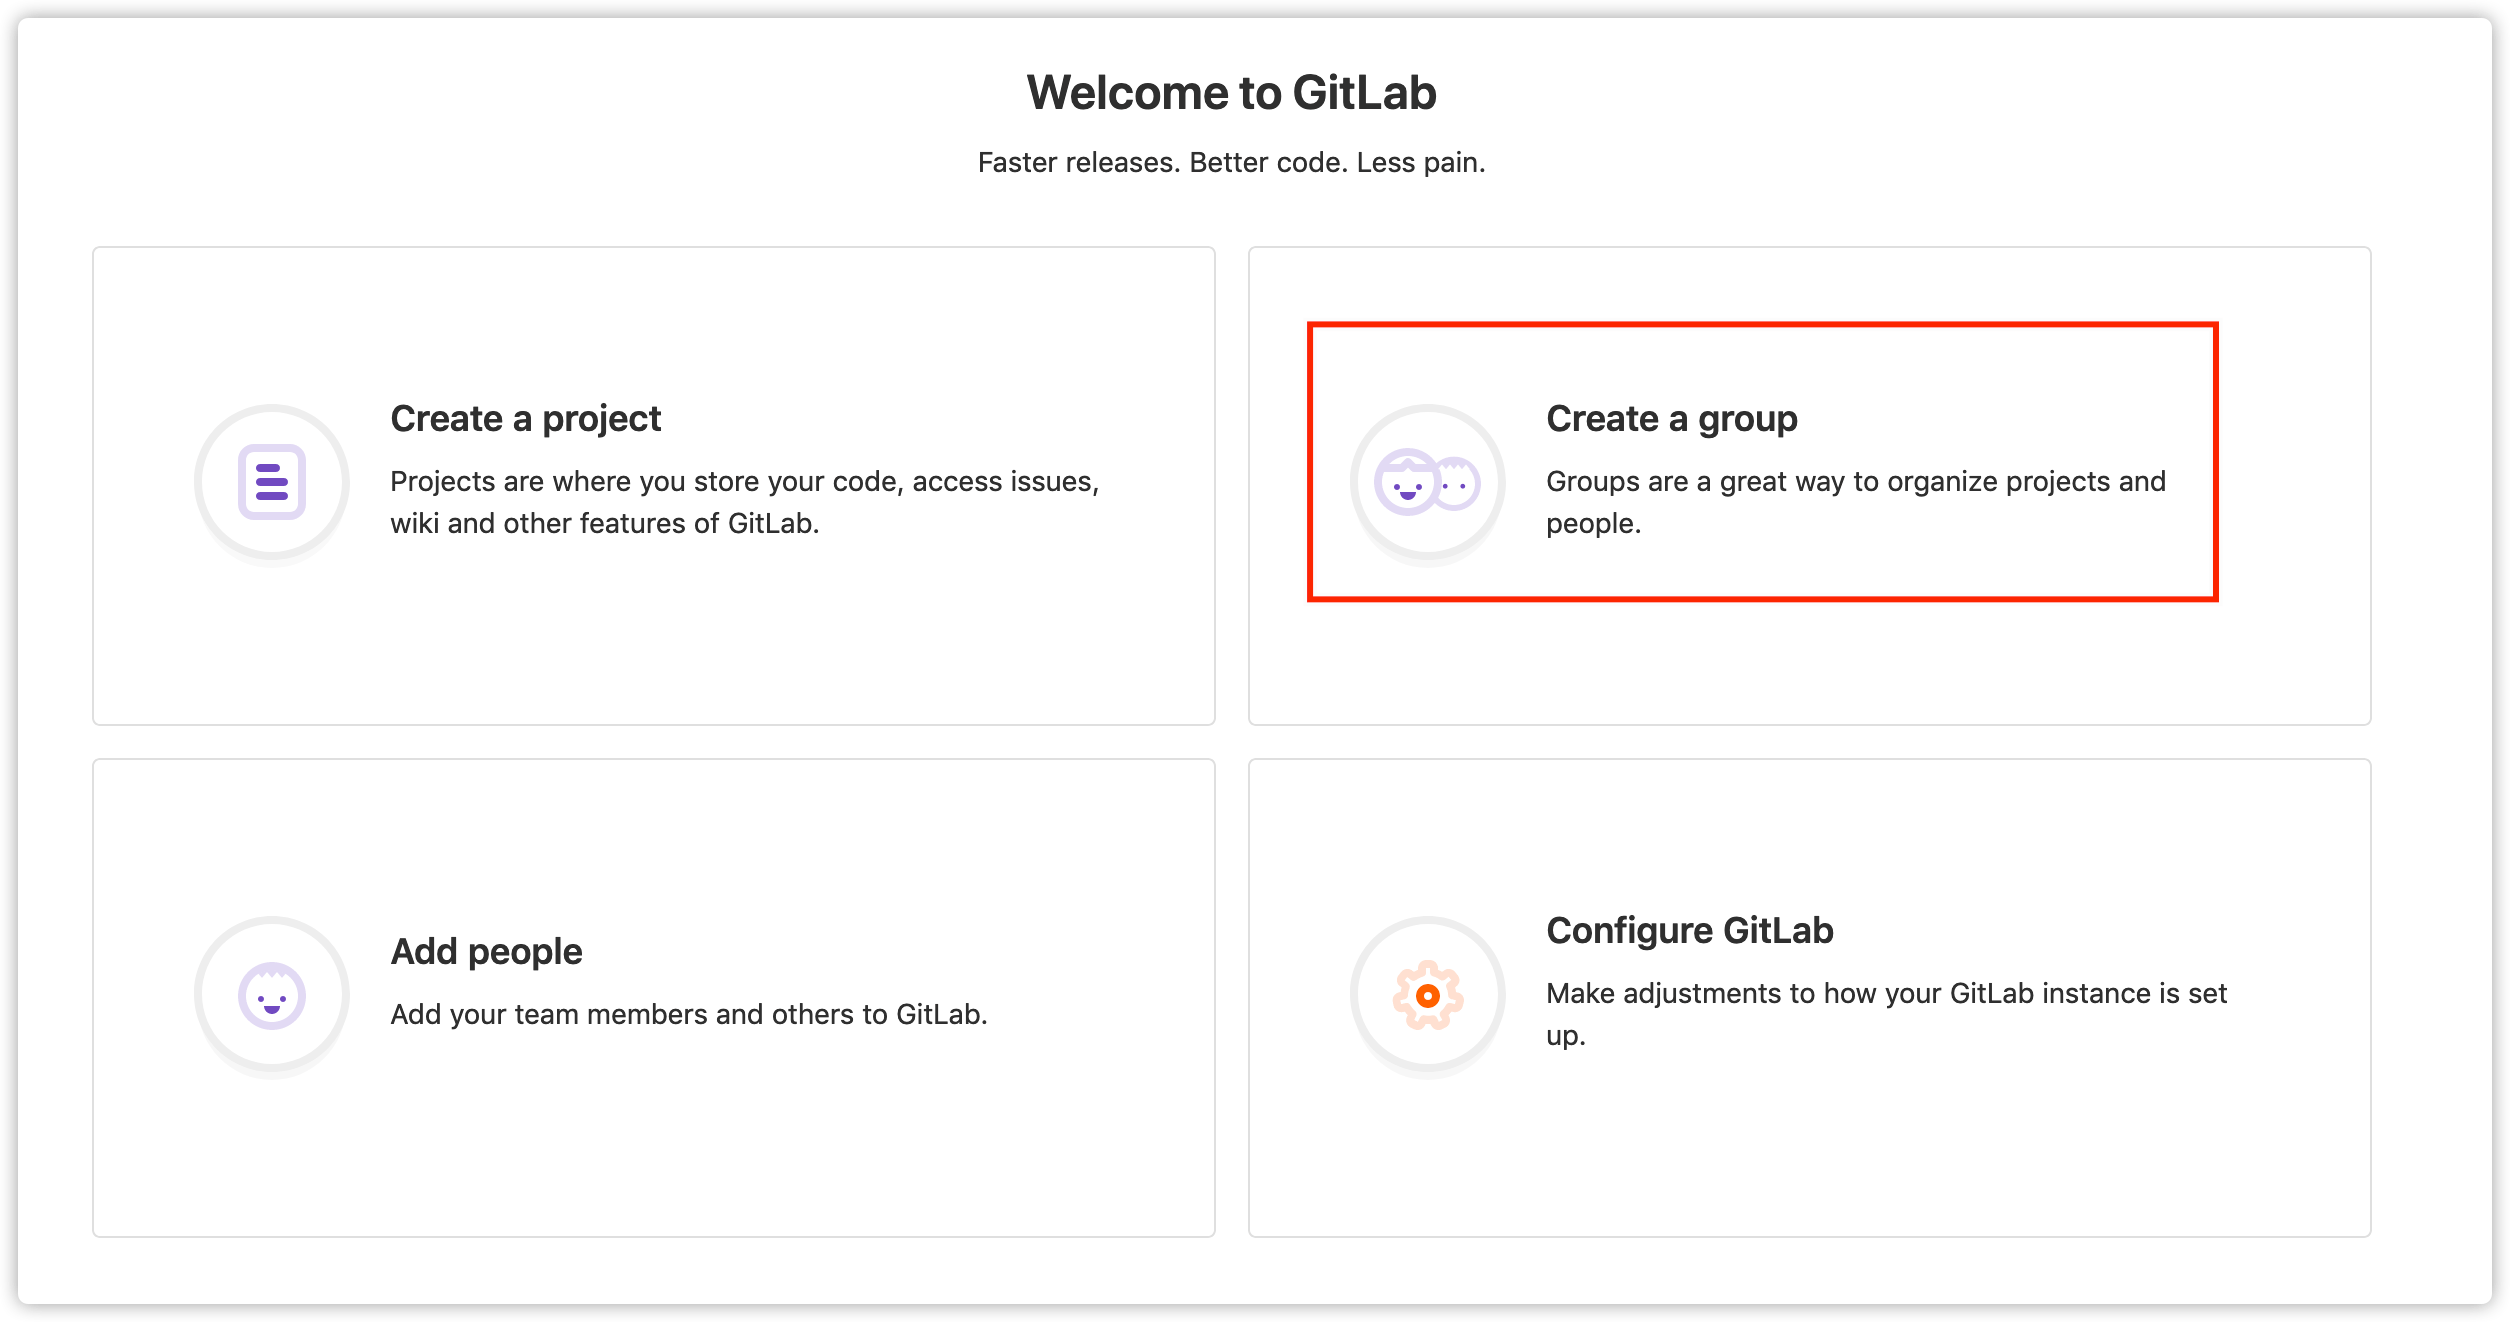 Welcome to GitLab
Faster releases. Better code. Less pain.
Create a project
Projects are where you store your code, access issues,
wiki and other features of GitLab.
Create a group
Groups are a great way to organize projects and
people.
Add people
Add your team members and others to GitLab.
Configure GitLab
Make adjustments to how your GitLab instance is set
up.